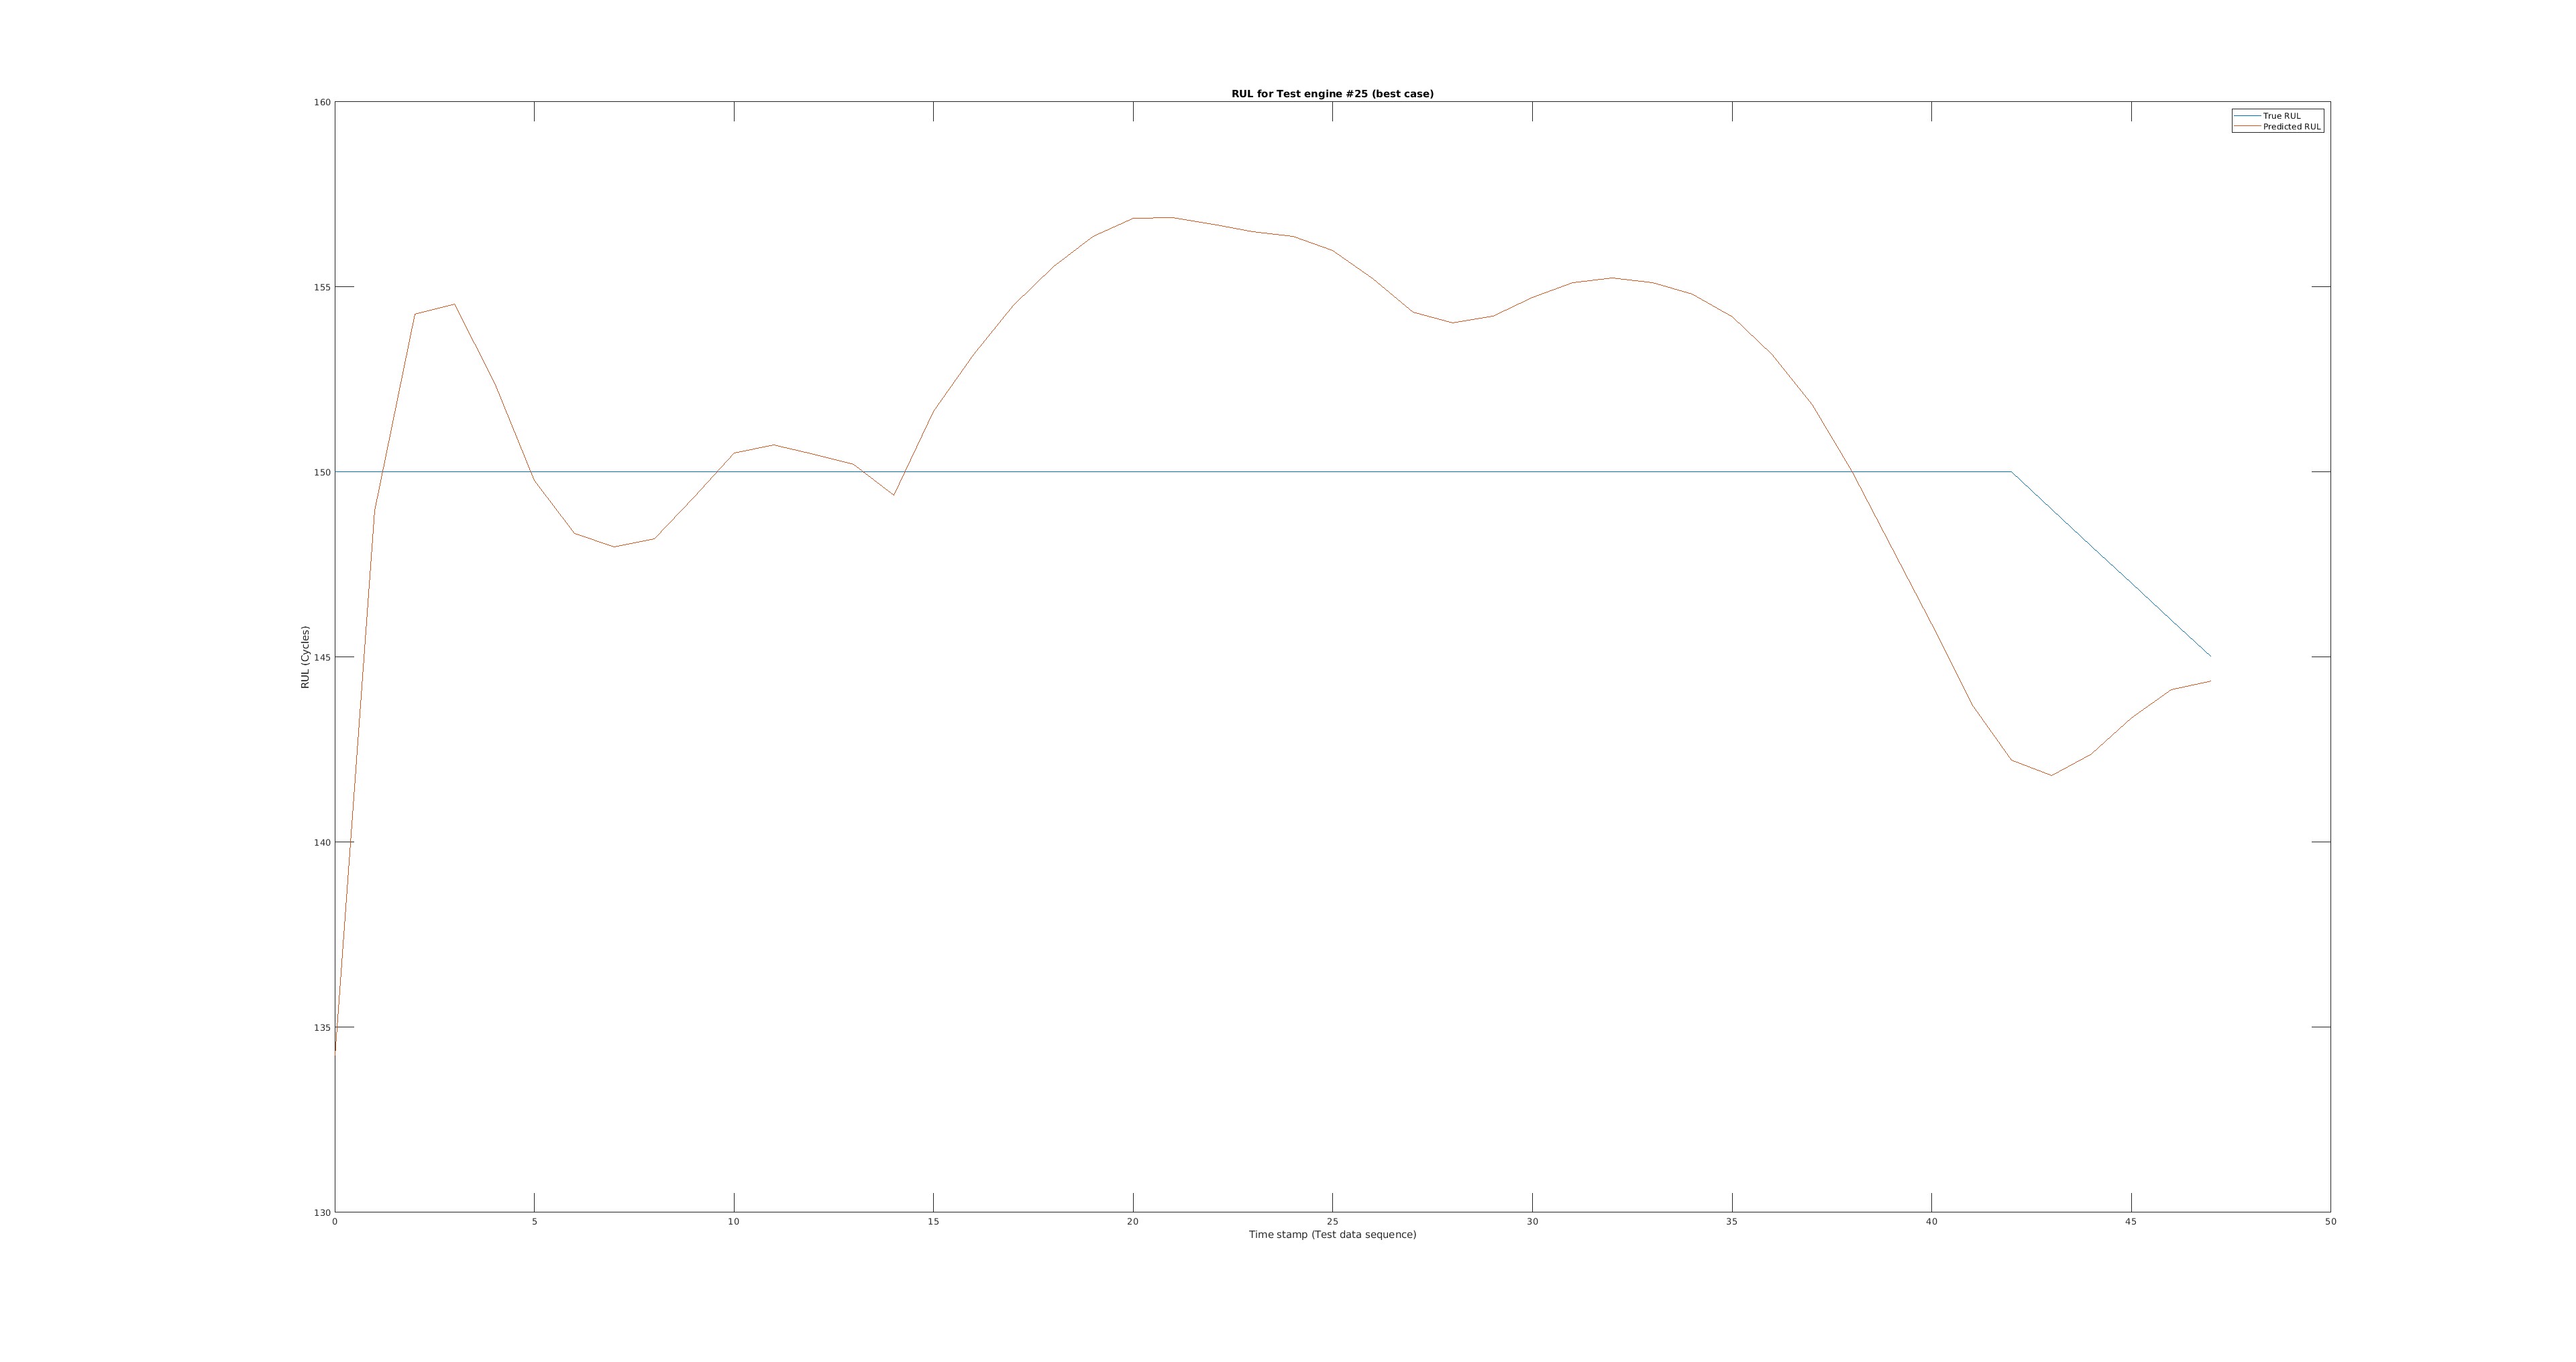 RUL for Test engine #25 (best case)
True RUL
Predicted RUL
160
155
150
145
140
135
130
RUL (Cycles)
0 5 10 15 20 25 30 35 40 45 50
Time stamp (Test data sequence)